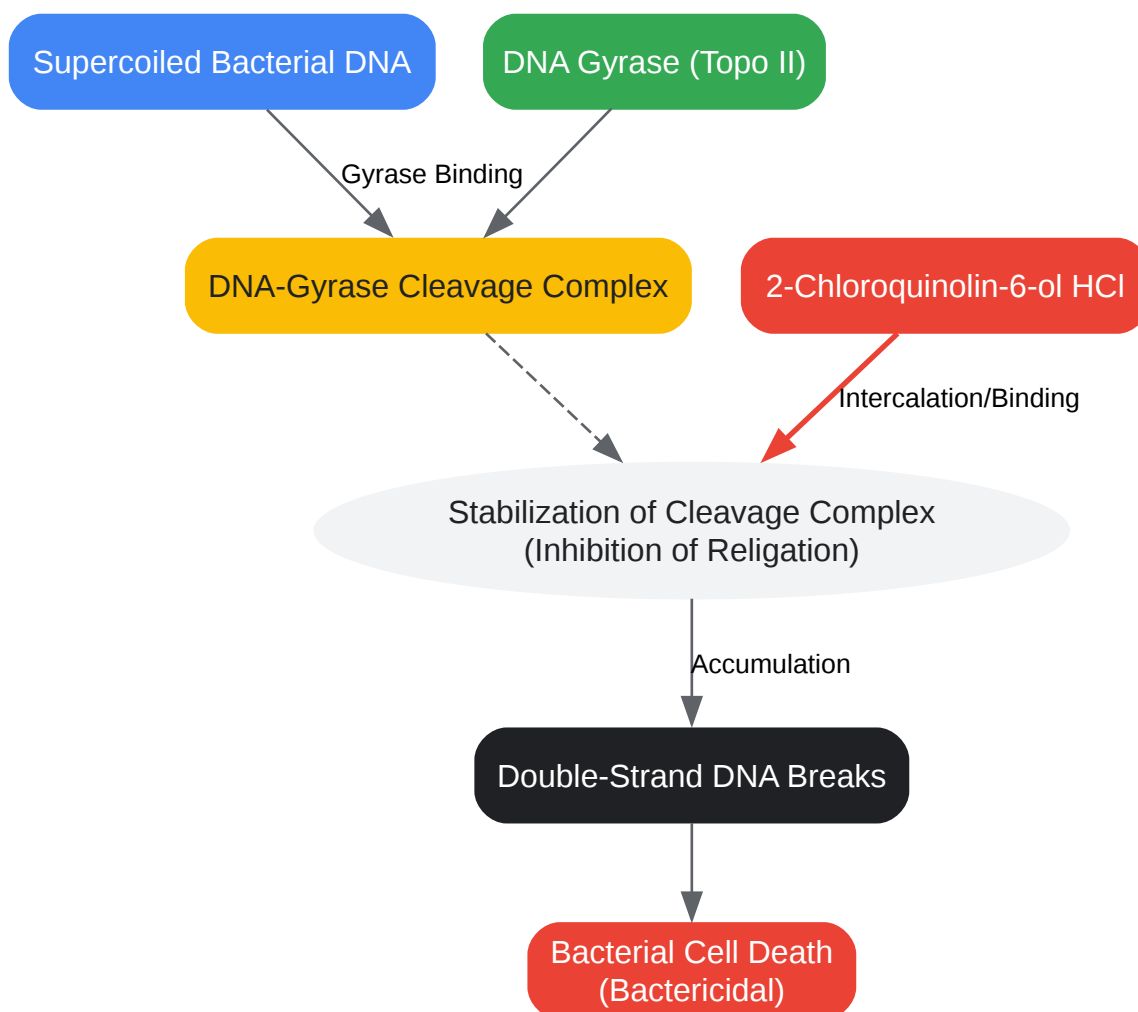 Supercoiled Bacterial DNA
DNA Gyrase (Topo II)
Gyrase Binding
DNA-Gyrase Cleavage Complex
2-Chloroquinolin-6-ol HCl
Intercalation/Binding
Stabilization of Cleavage Complex
(Inhibition of Religation)
Accumulation
Double-Strand DNA Breaks
Bacterial Cell Death
(Bactericidal)